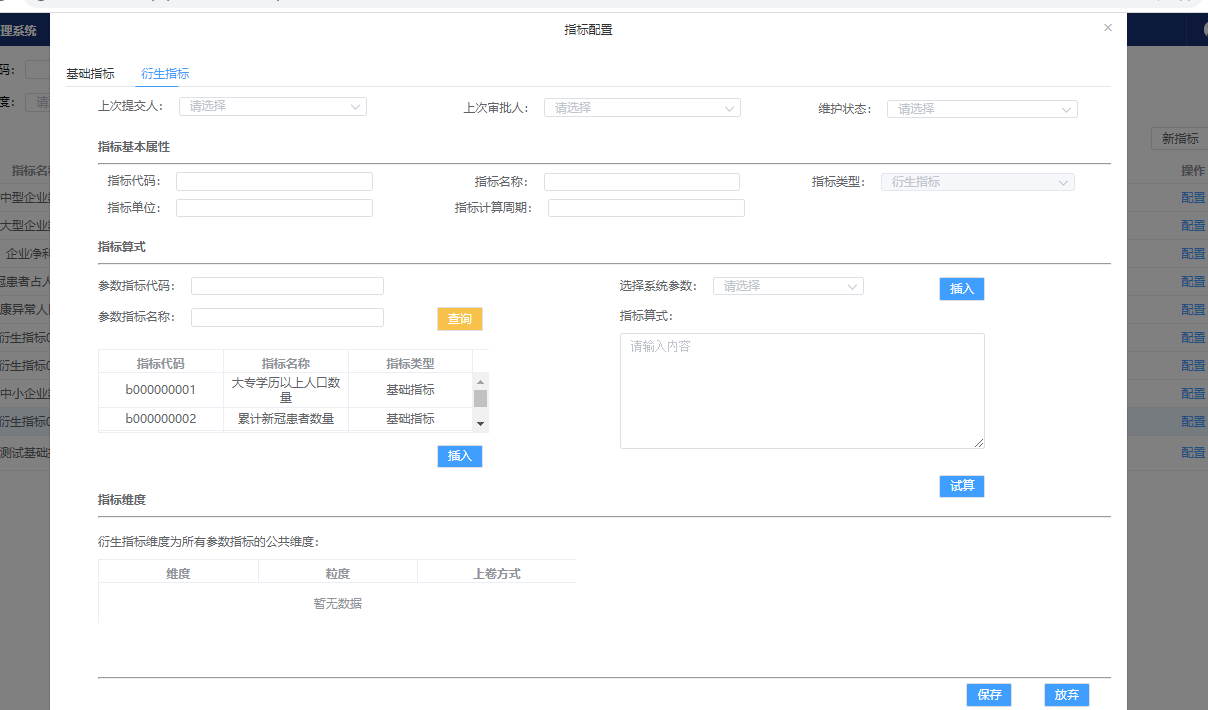 指标配置
理系统
码:
基础指标 衍生指标
度: 请
上次提交人: 请选择 上次审批人: 请选择 维护状态: 请选择
新指标
指标基本属性
指标名称 操作
指标代码: 指标名称: 指标类型: 衍生指标
中型企业 配置
指标单位: 指标计算周期:
大型企业 配置
指标算式
企业净利 配置
冠患者占人 配置
参数指标代码: 选择系统参数: 请选择 插入
康异常人 配置
参数指标名称: 查询 指标算式:
衍生指标 配置
请输入内容
指标代码 指标名称 指标类型
衍生指标 配置
b000000001 大专学历以上人口数量 基础指标
中小企业 配置
b000000002 累计新冠患者数量 基础指标
衍生指标 配置
测试基础 配置
插入
试算
指标维度
衍生指标维度为所有参数指标的公共维度:
维度 粒度 上卷方式
暂无数据
保存 放弃